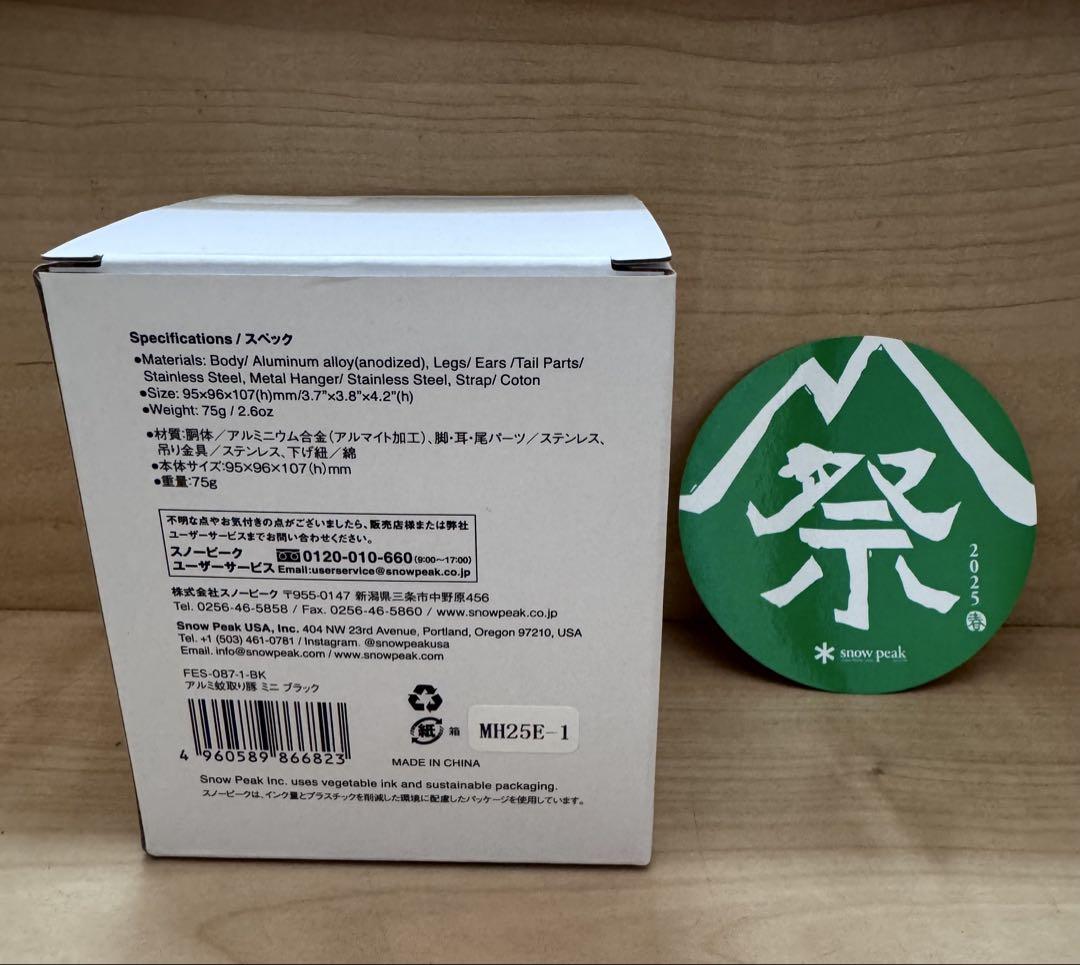 Specifications / スペック
●Materials: Body/ Aluminum alloy(anodized), Legs/ Ears /Tail Parts/
Stainless Steel, Metal Hanger/ Stainless Steel, Strap/ Coton
●Size: 95×96×107(h)mm/3.7"×3.8"×4.2"(h)
●Weight: 75g / 2.6oz
●材質:胴体/アルミニウム合金(アルマイト加工)、脚・耳・尾パーツ/ステンレス、
吊り金具/ステンレス、下げ紐/綿
●本体サイズ:95×96×107(h)mm
●重量:75g
不明な点やお気付きの点がございましたら、販売店様または弊社
ユーザーサービスまでお問い合わせください。
スノーピーク
ユーザーサービス
0120-010-660(9:00〜17:00)
Email:userservice@snowpeak.co.jp
株式会社スノーピーク 〒955-0147 新潟県三条市中野原456
Tel. 0256-46-5858 / Fax. 0256-46-5860 / www.snowpeak.co.jp
Snow Peak USA, Inc. 404 NW 23rd Avenue, Portland, Oregon 97210, USA
Tel. +1 (503) 461-0781 / Instagram. @snowpeakusa
Email. info@snowpeak.com / www.snowpeak.com
FES-087-1-BK
アルミ蚊取り豚 ミニ ブラック
4 960589 866823
紙 箱
MH25E-1
MADE IN CHINA
Snow Peak Inc. uses vegetable ink and sustainable packaging.
スノーピークは、インク量とプラスチックを削減した環境に配慮したパッケージを使用しています。
祭
2025 春
snow peak